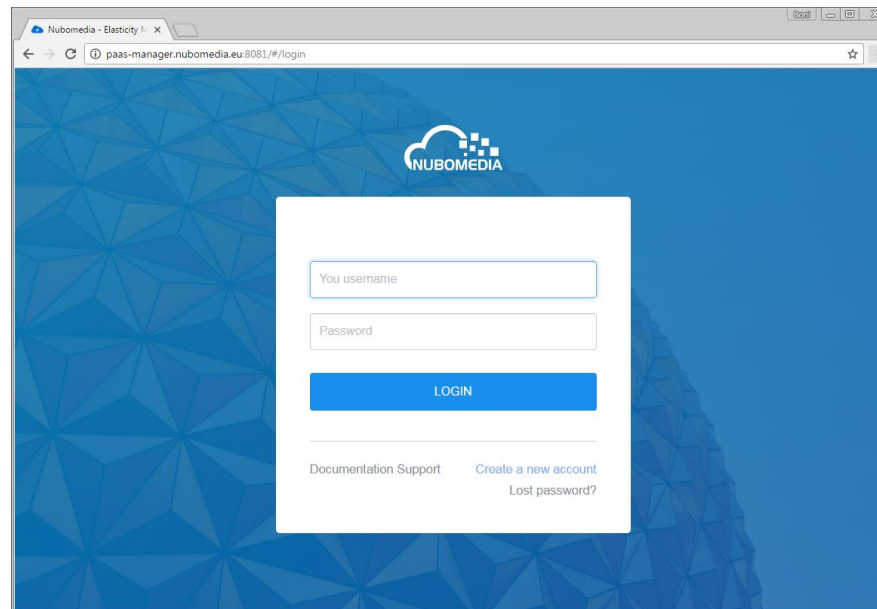 Nubomedia - Elasticity M
paas-manager.nubomedia.eu:8081/#/login
NUBOMEDIA
You username
Password
LOGIN
Documentation Support
Create a new account
Lost password?